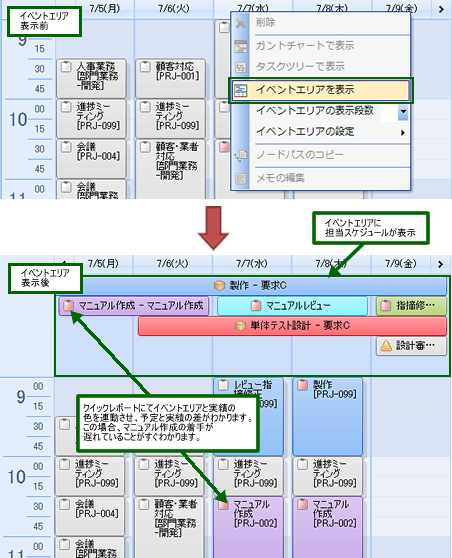 イベントエリア
表示前
7/5(月)
7/6(火)
7/7(水)
7/8(木)
7/9(金)
9
15
30
45
10
00
15
30
45
11
00
人事業務
[部門業務
-開発]
顧客対応
[PRJ-001]
進捗ミー
ティング
[PRJ-099]
進捗ミー
ティング
[PRJ-099]
会議
[PRJ-004]
顧客・業者
対応
[部門業務
-開発]
会議
[部門業務
削除
ガントチャートで表示
タスクツリーで表示
イベントエリアを表示
イベントエリアの表示段数
イベントエリアの設定
ノードパスのコピー
メモの編集
イベントエリアに
担当スケジュールが表示
イベントエリア
表示後
7/5(月)
7/6(火)
7/7(水)
7/8(木)
7/9(金)
製作 - 要求C
マニュアル作成 - マニュアル作成
マニュアルレビュー
指摘修…
単体テスト設計 - 要求C
設計審…
9
00
15
30
45
10
00
15
30
45
11
00
レビュー指
製作
[PRJ-099]
クイックレポートにてイベントエリアと実績の
色を連動させ、予定と実績の差がわかります。
この場合、マニュアル作成の着手が
遅れていることがすぐわかります。
進捗ミー
ティング
[PRJ-099]
進捗ミー
ティング
[PRJ-099]
進捗ミー
ティング
[PRJ-099]
進捗ミー
ティング
[PRJ-099]
会議
[PRJ-004]
顧客・業者
対応
[部門業務
-開発]
マニュアル
作成
[PRJ-002]
マニュアル
作成
[PRJ-002]
会議
[部門業務